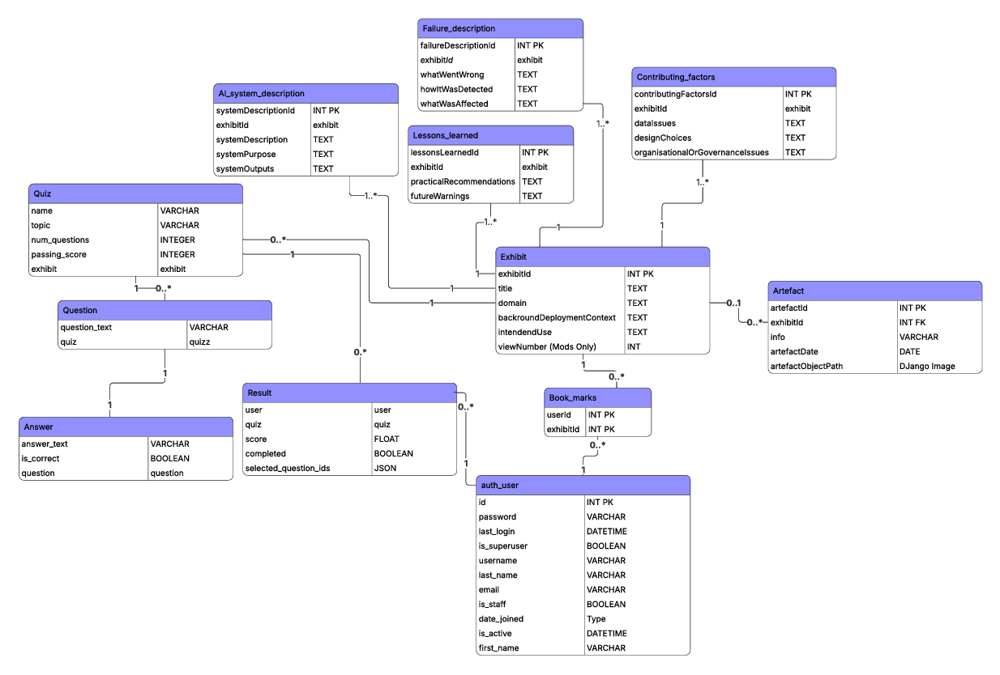 Failure_description
failureDescriptionId INT PK
exhibitId exhibit
whatWentWrong TEXT
howItWasDetected TEXT
whatWasAffected TEXT
1..*
1
Contributing_factors
contributingFactorsId INT PK
exhibitId exhibit
dataIssues TEXT
designChoices TEXT
organisationalOrGovernanceIssues TEXT
1..*
1
AI_system_description
systemDescriptionId INT PK
exhibitId exhibit
systemDescription TEXT
systemPurpose TEXT
systemOutputs TEXT
1..*
1
Lessons_learned
lessonsLearnedId INT PK
exhibitId exhibit
practicalRecommendations TEXT
futureWarnings TEXT
1..*
1
Quiz
name VARCHAR
topic VARCHAR
num_questions INTEGER
passing_score INTEGER
exhibit exhibit
0..*
1
1
0.*
1
0..*
Exhibit
exhibitId INT PK
title TEXT
domain TEXT
backroundDeploymentContext TEXT
intendendUse TEXT
viewNumber (Mods Only) INT
0..1
0..*
1
0..*
Artefact
artefactId INT PK
exhibitId INT FK
info VARCHAR
artefactDate DATE
artefactObjectPath DJango Image
Question
question_text VARCHAR
quiz quizz
1
1
Result
user user
quiz quiz
score FLOAT
completed BOOLEAN
selected_question_ids JSON
0..*
1
Book_marks
userId INT PK
exhibitId INT PK
0..*
1
Answer
answer_text VARCHAR
is_correct BOOLEAN
question question
auth_user
id INT PK
password VARCHAR
last_login DATETIME
is_superuser BOOLEAN
username VARCHAR
last_name VARCHAR
email VARCHAR
is_staff BOOLEAN
date_joined Type
is_active DATETIME
first_name VARCHAR